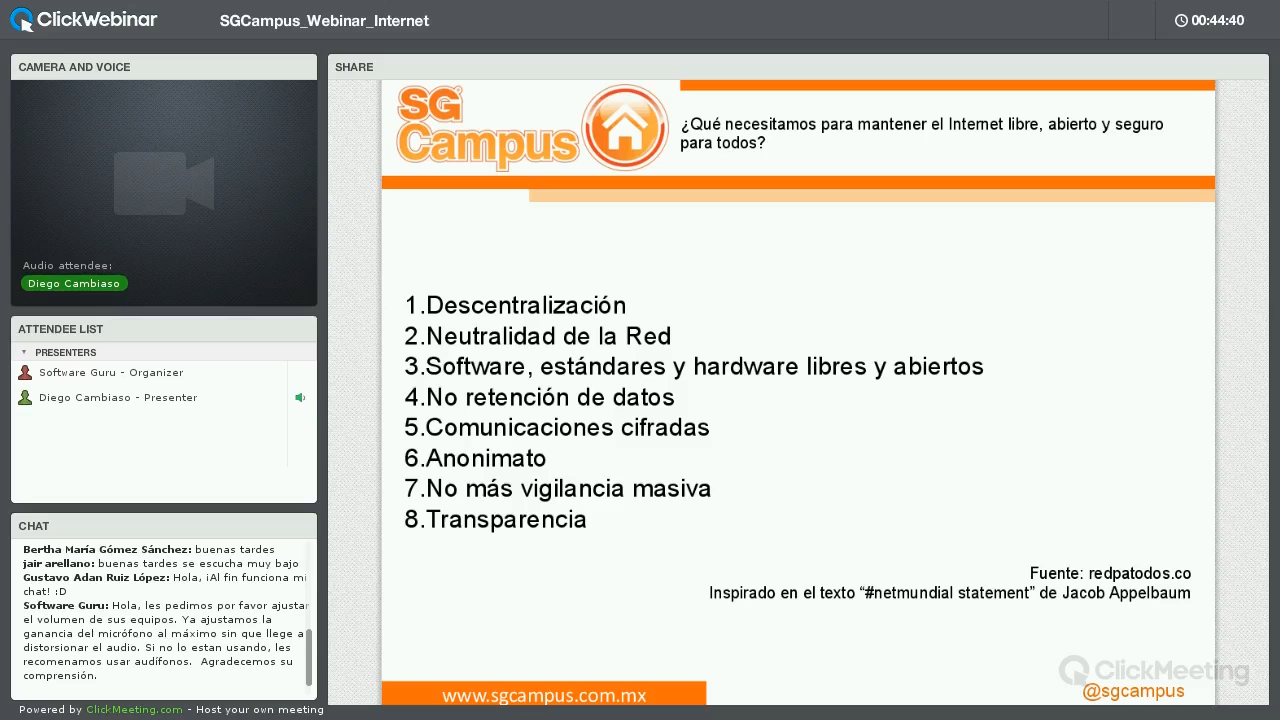 ClickWebinar
SGCampus_Webinar_Internet
00:44:40
CAMERA AND VOICE
Audio attendee:
Diego Cambiaso
ATTENDEE LIST
PRESENTERS
Software Guru - Organizer
Diego Cambiaso - Presenter
CHAT
Bertha María Gómez Sánchez: buenas tardes
jair arellano: buenas tardes se escucha muy bajo
Gustavo Adan Ruiz López: Hola, ¡Al fin funciona mi
chat! :D
Software Guru: Hola, les pedimos por favor ajustar
el volumen de sus equipos. Ya ajustamos la
ganancia del micrófono al máximo sin que llege a
distorsionar el audio. Si no lo estan usando, les
recomendamos usar audífonos. Agradecemos su
comprensión.
Powered by ClickMeeting.com - Host your own meeting
SHARE
SG
Campus
¿Qué necesitamos para mantener el Internet libre, abierto y seguro
para todos?
1.Descentralización
2.Neutralidad de la Red
3.Software, estándares y hardware libres y abiertos
4.No retención de datos
5.Comunicaciones cifradas
6.Anonimato
7.No más vigilancia masiva
8.Transparencia
Fuente: redpatodos.co
Inspirado en el texto “#netmundial statement” de Jacob Appelbaum
ClickMeeting
www.sgcampus.com.mx
@sgcampus